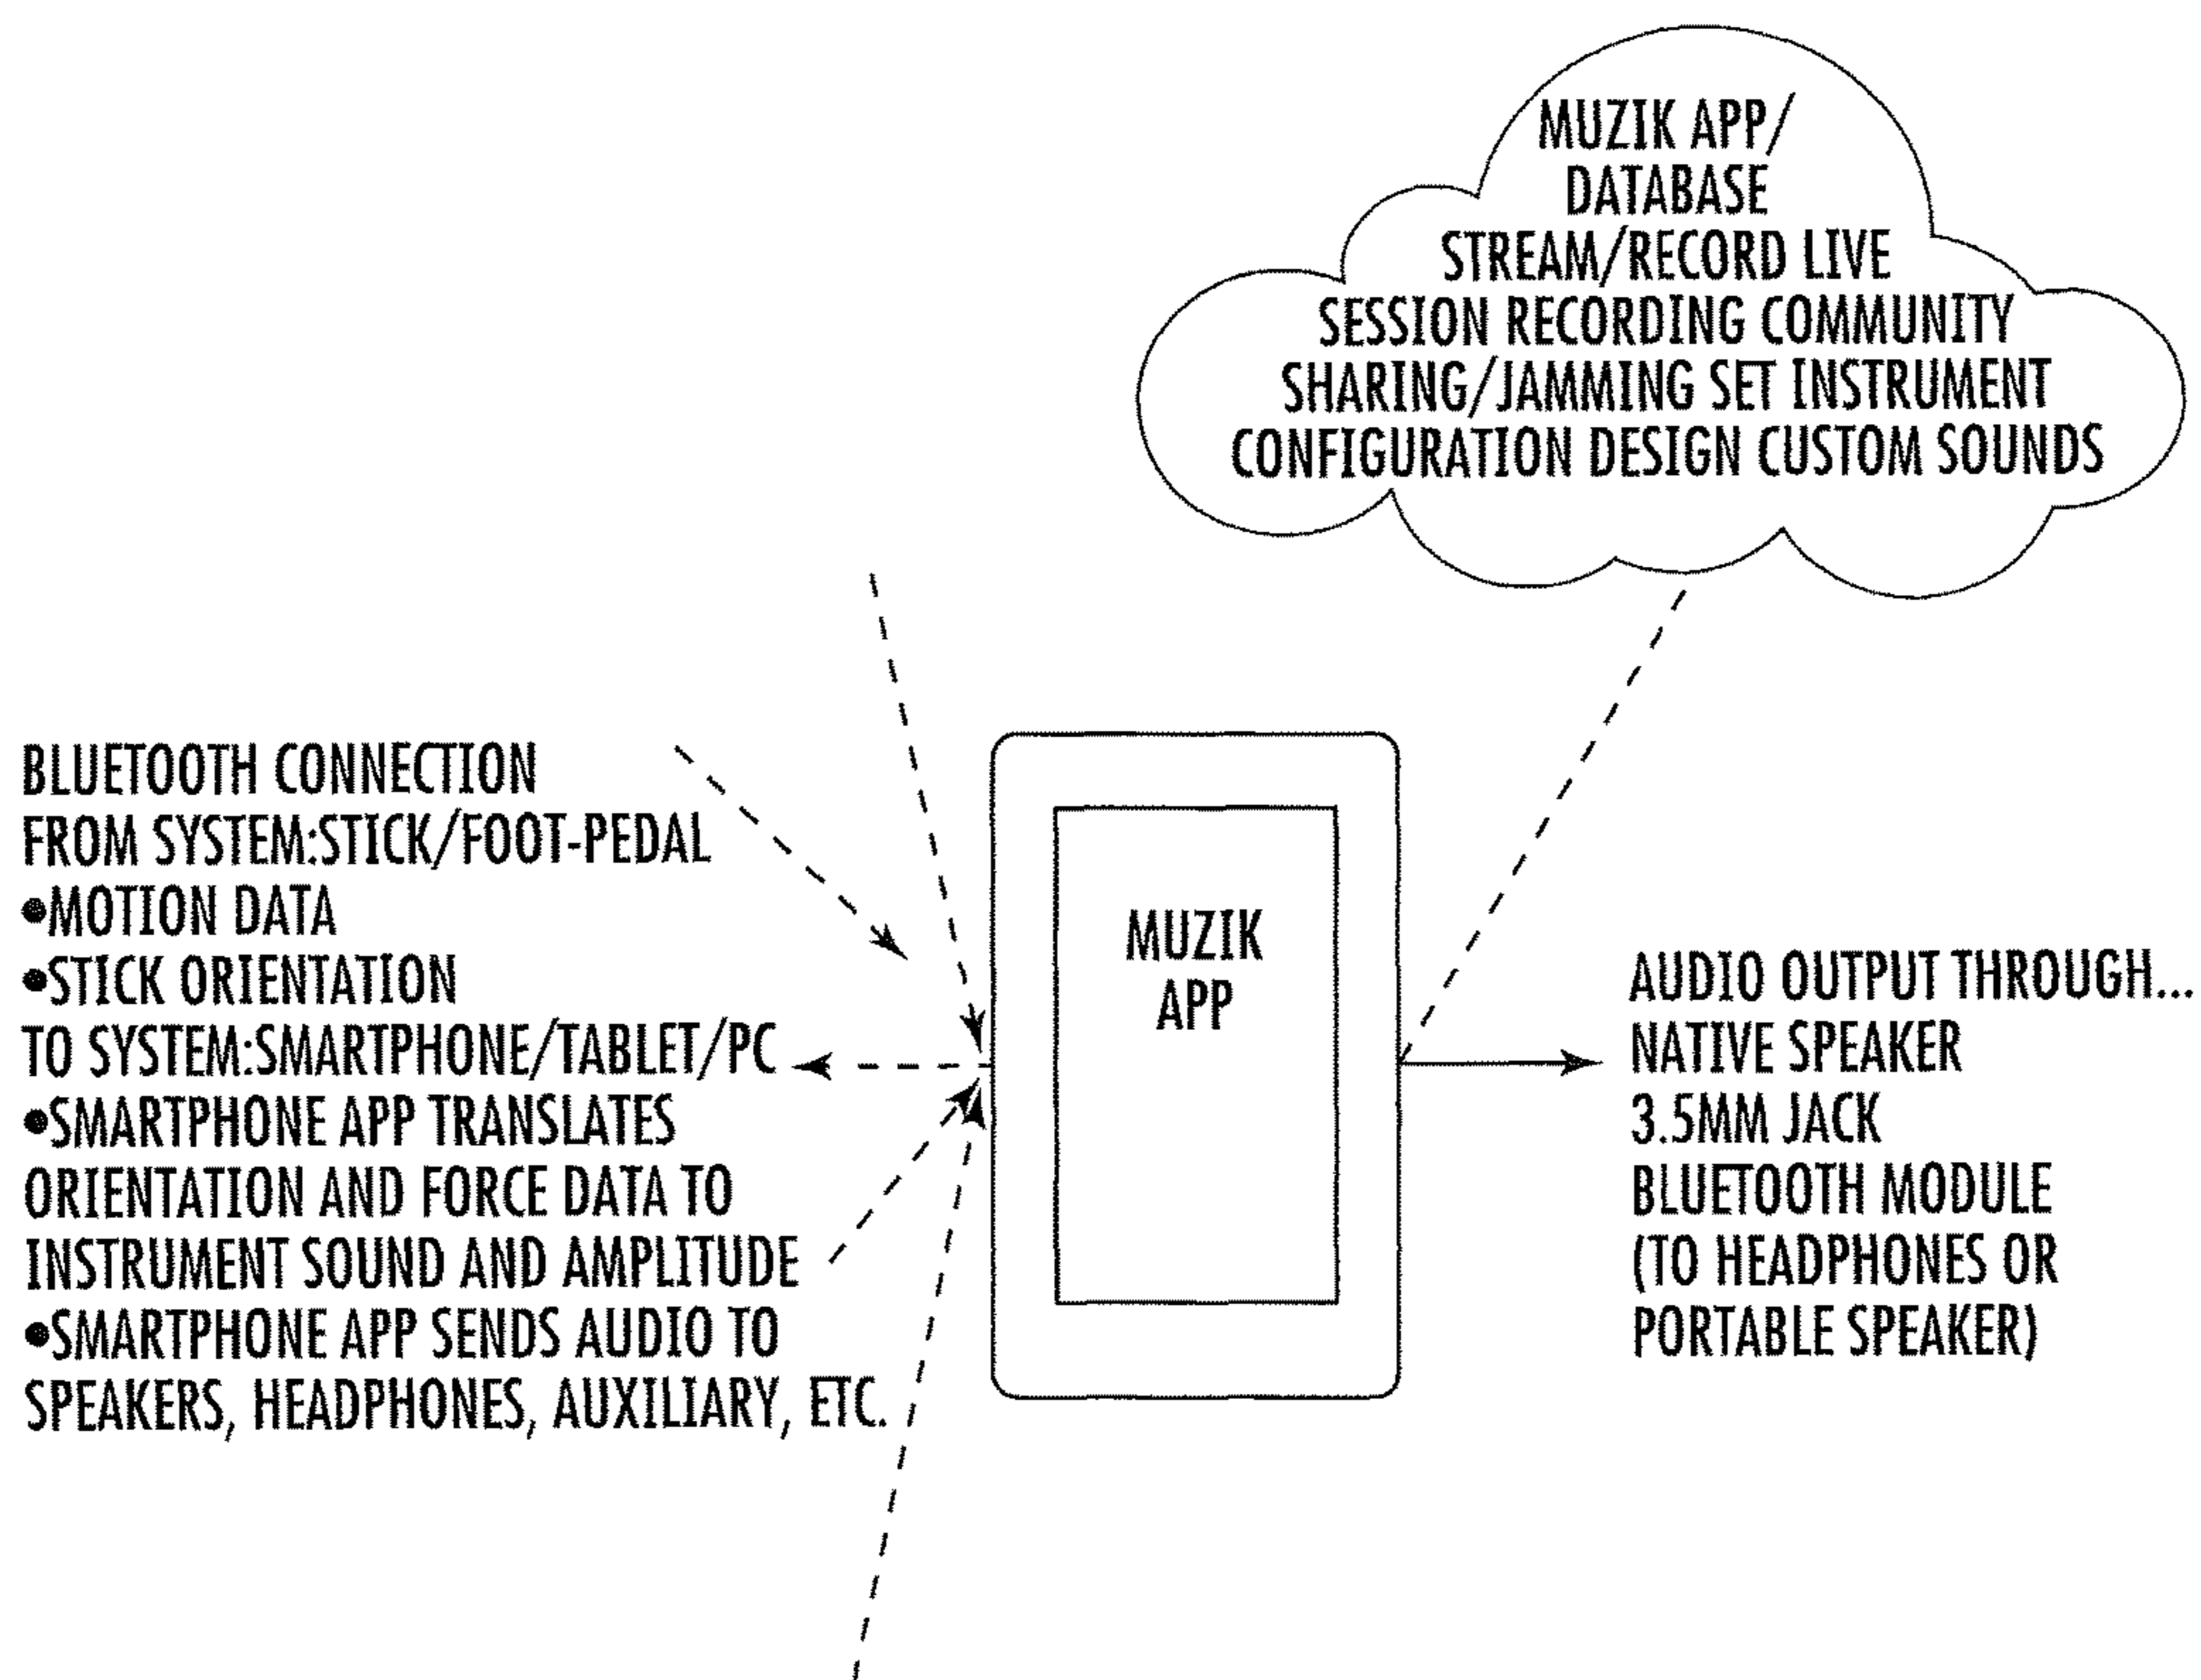 MUZIK APP/
DATABASE
STREAM/RECORD LIVE
SESSION RECORDING COMMUNITY
SHARING/JAMMING SET INSTRUMENT
CONFIGURATION DESIGN CUSTOM SOUNDS
BLUETOOTH CONNECTION
FROM SYSTEM:STICK/FOOT-PEDAL
•MOTION DATA
•STICK ORIENTATION
TO SYSTEM:SMARTPHONE/TABLET/PC
•SMARTPHONE APP TRANSLATES
ORIENTATION AND FORCE DATA TO
INSTRUMENT SOUND AND AMPLITUDE
•SMARTPHONE APP SENDS AUDIO TO
SPEAKERS, HEADPHONES, AUXILIARY, ETC.
MUZIK
APP
AUDIO OUTPUT THROUGH...
NATIVE SPEAKER
3.5MM JACK
BLUETOOTH MODULE
(TO HEADPHONES OR
PORTABLE SPEAKER)